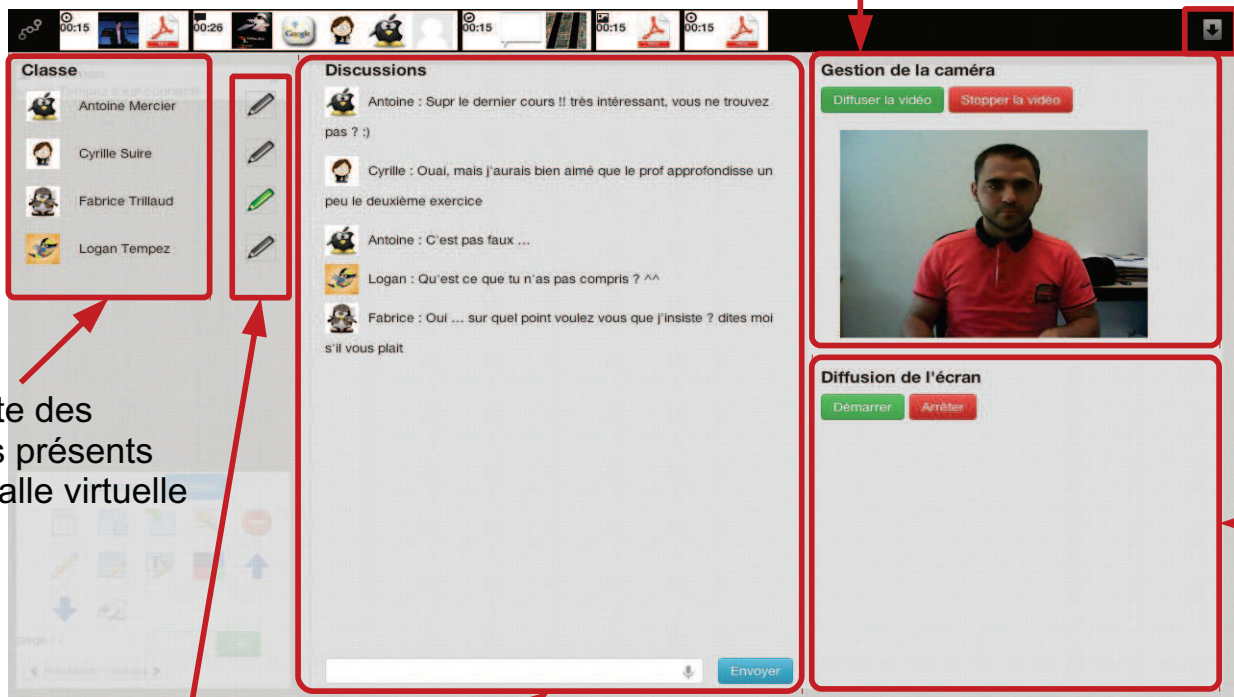 00:15
00:26
Google
00:15
00:15
00:15
Classe
Antoine Mercier
Cyrille Suire
Fabrice Trillaud
Logan Tempez
te des
s présents
alle virtuelle
page : /
Discussions
Antoine : Supr le dernier cours !! très intéressant, vous ne trouvez
pas ? :)
Cyrille : Ouai, mais j'aurais bien aimé que le prof approfondisse un
peu le deuxième exercice
Antoine : C'est pas faux ...
Logan : Qu'est ce que tu n'as pas compris ? ^^
Fabrice : Oui ... sur quel point voulez vous que j'insiste ? dites moi
s'il vous plait
Envoyer
Gestion de la caméra
Diffuser la vidéo
Stopper la vidéo
Diffusion de l'écran
Démarrer
Arrêter